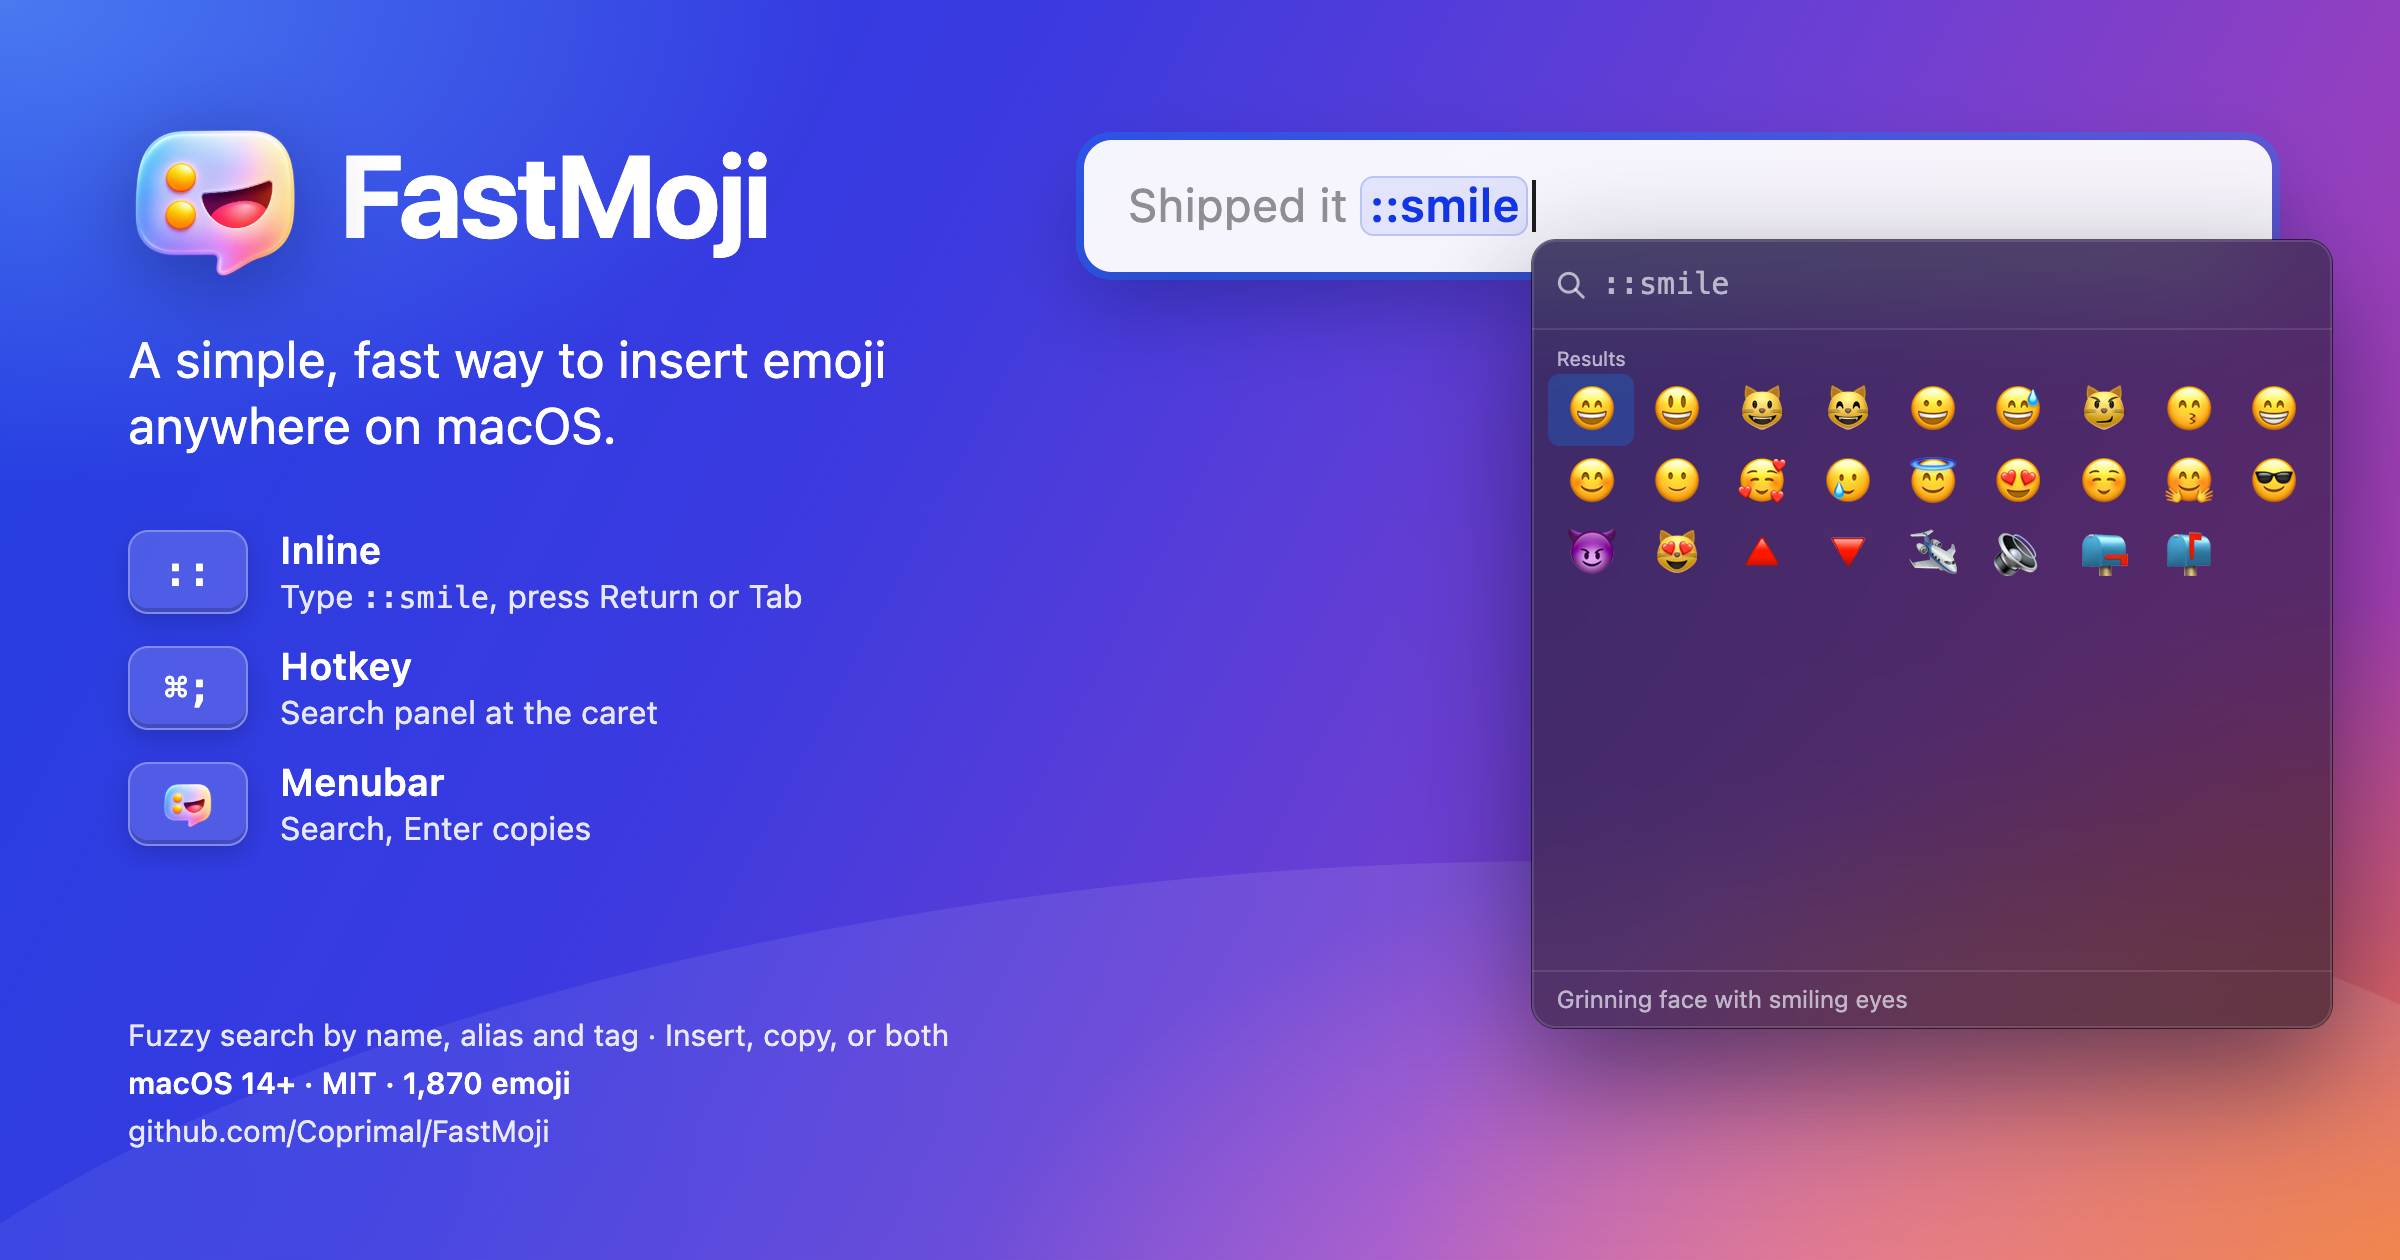 FastMoji
A simple, fast way to insert emoji
anywhere on macOS.
::
Inline
Type ::smile, press Return or Tab
⌘;
Hotkey
Search panel at the caret
Menubar
Search, Enter copies
Fuzzy search by name, alias and tag · Insert, copy, or both
macOS 14+ · MIT · 1,870 emoji
github.com/Coprimal/FastMoji
Shipped it ::smile
::smile
Results
Grinning face with smiling eyes